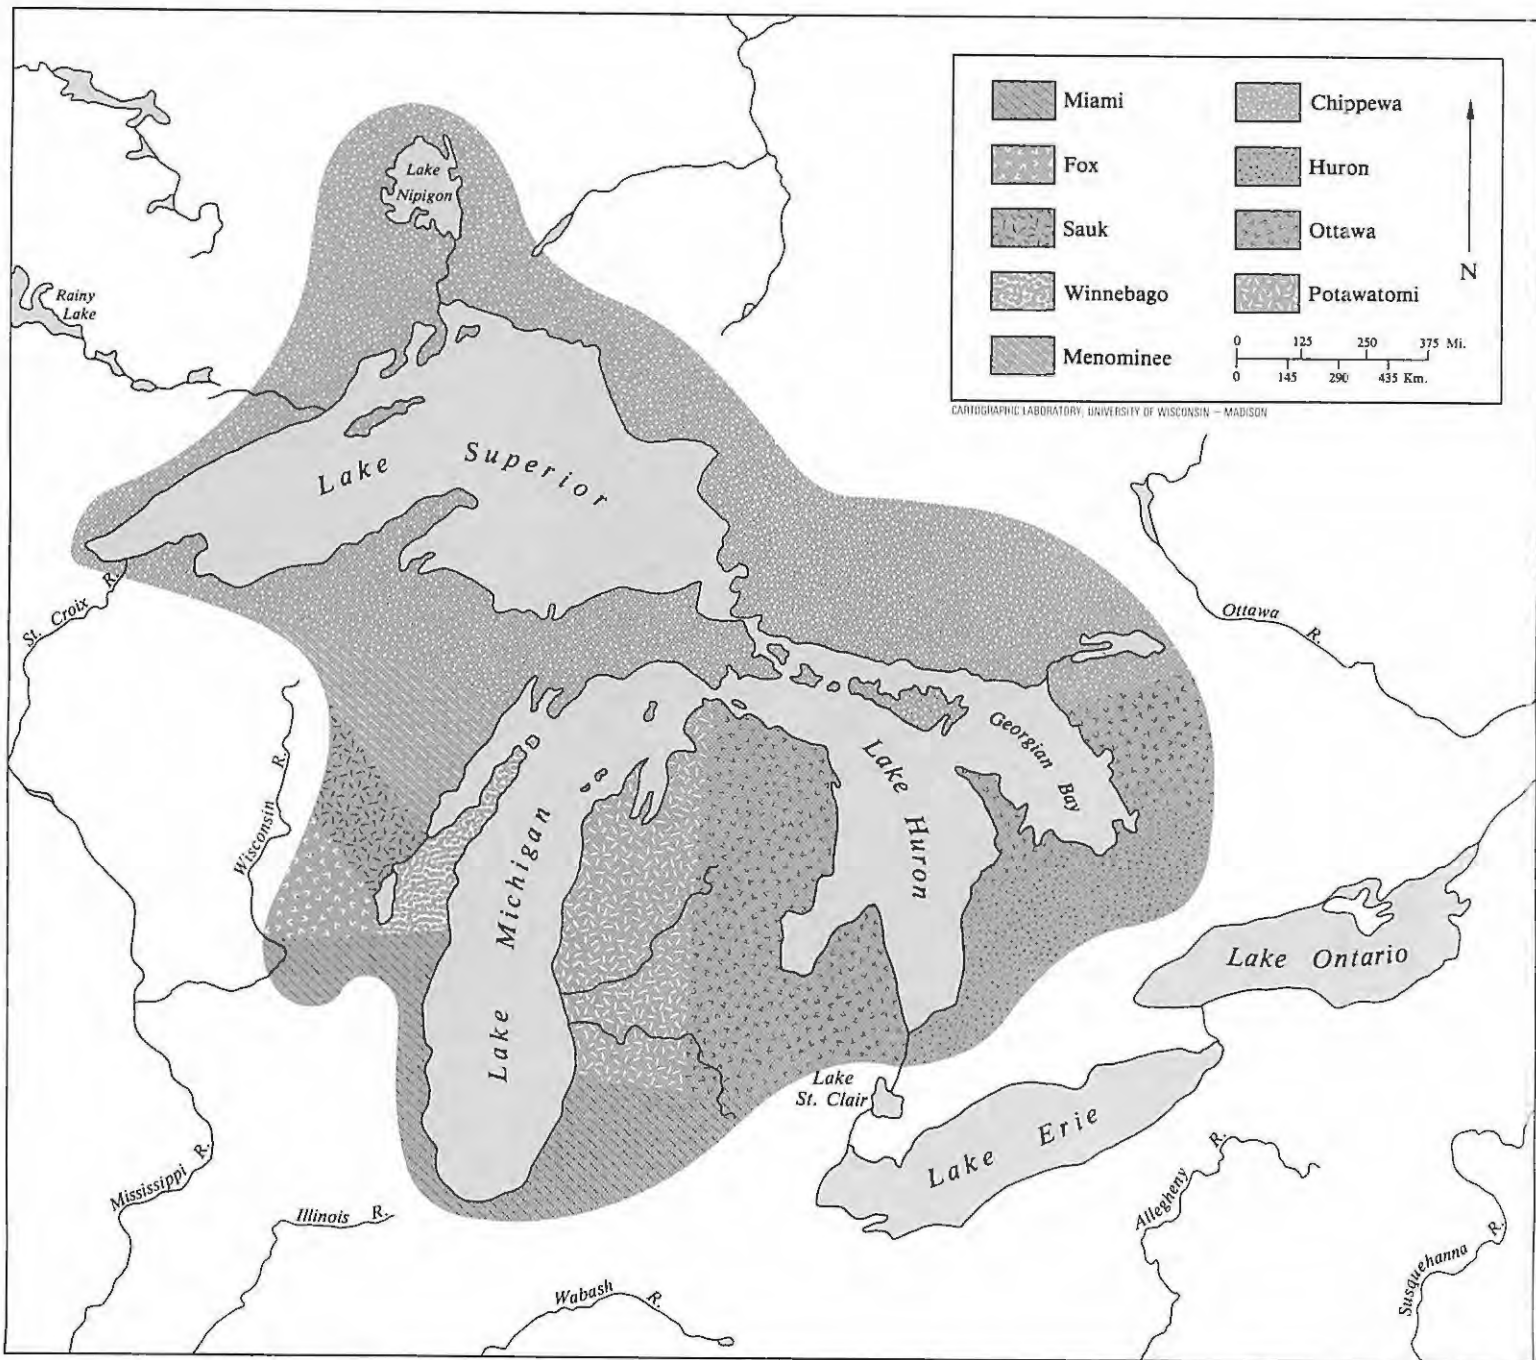 Miami
Fox
Sauk
Winnebago
Menominee
Chippewa
Huron
Ottawa
Potawatomi
N
0 125 250 375 Mi.
0 145 290 435 Km.
CARTOGRAPHIC LABORATORY, UNIVERSITY OF WISCONSIN – MADISON
Lake
Nipigon
Rainy
Lake
Lake Superior
St. Croix R.
Ottawa R.
Wisconsin R.
Georgian
Bay
Lake
Huron
Lake Michigan
Lake Ontario
Lake
St. Clair
Lake Erie
Mississippi R.
Illinois R.
Wabash R.
Allegheny R.
Susquehanna R.